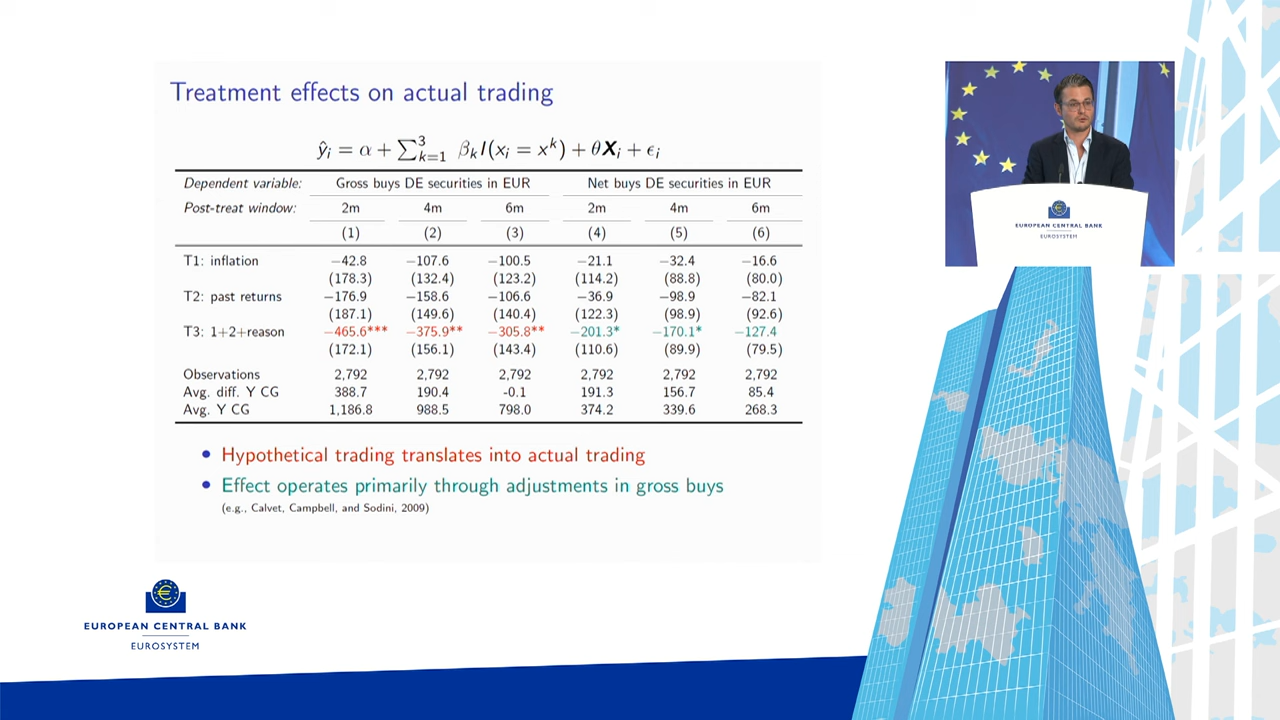 Treatment effects on actual trading
ŷᵢ = α + ∑³ₖ₌₁ βₖI(xᵢ = xᵏ) + θXᵢ + ϵᵢ
Dependent variable: Gross buys DE securities in EUR Net buys DE securities in EUR
Post-treat window: 2m 4m 6m 2m 4m 6m
(1) (2) (3) (4) (5) (6)
T1: inflation −42.8 −107.6 −100.5 −21.1 −32.4 −16.6
(178.3) (132.4) (123.2) (114.2) (88.8) (80.0)
T2: past returns −176.9 −158.6 −106.6 −36.9 −98.9 −82.1
(187.1) (149.6) (140.4) (122.3) (98.9) (92.6)
T3: 1+2+reason −465.6*** −375.9** −305.8** −201.3* −170.1* −127.4
(172.1) (156.1) (143.4) (110.6) (89.9) (79.5)
Observations 2,792 2,792 2,792 2,792 2,792 2,792
Avg. diff. Y CG 388.7 190.4 -0.1 191.3 156.7 85.4
Avg. Y CG 1,186.8 988.5 798.0 374.2 339.6 268.3
• Hypothetical trading translates into actual trading
• Effect operates primarily through adjustments in gross buys
(e.g., Calvet, Campbell, and Sodini, 2009)
EUROPEAN CENTRAL BANK
EUROSYSTEM
EUROPEAN CENTRAL BANK
EUROSYSTEM